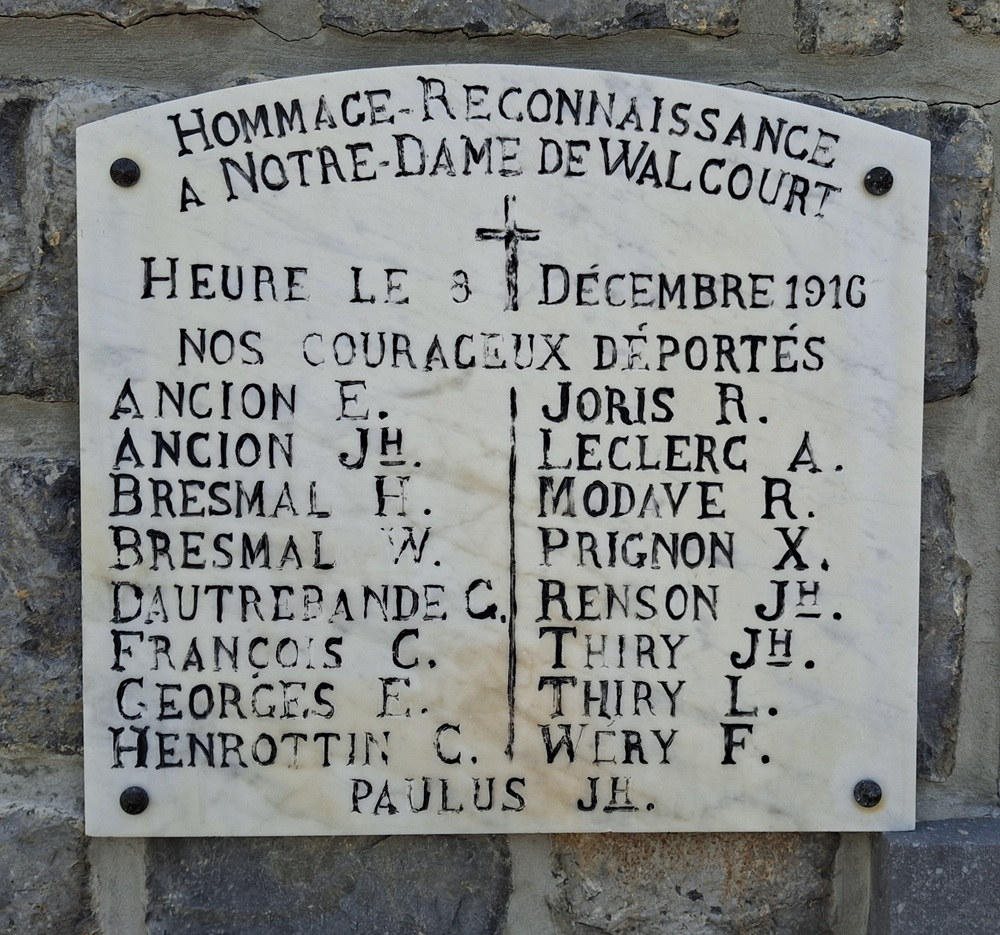 HOMMAGE-RECONNAISSANCE
A NOTRE-DAME DE WALCOURT
HEURE LE 8 DÉCEMBRE 1916
NOS COURAGEUX DÉPORTÉS
ANCION E.
ANCION JH.
BRESMAL H.
BRESMAL W.
DAUTREBANDE G.
FRANÇOIS C.
GEORGES E.
HENROTTIN C.
JORIS R.
LECLERC A.
MODAVE R.
PRIGNON X.
RENSON JH.
THIRY JH.
THIRY L.
WÉRY F.
PAULUS JH.